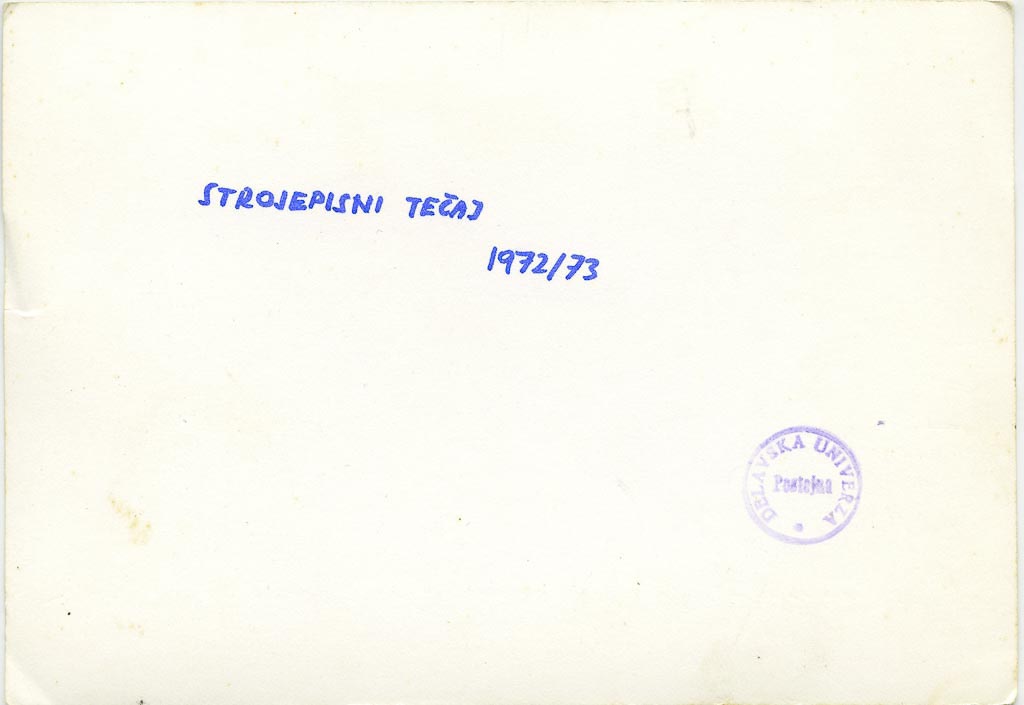 STROJEPISNI TEČAJ
1972/73
DELAVSKA UNIVERZA
Postojna